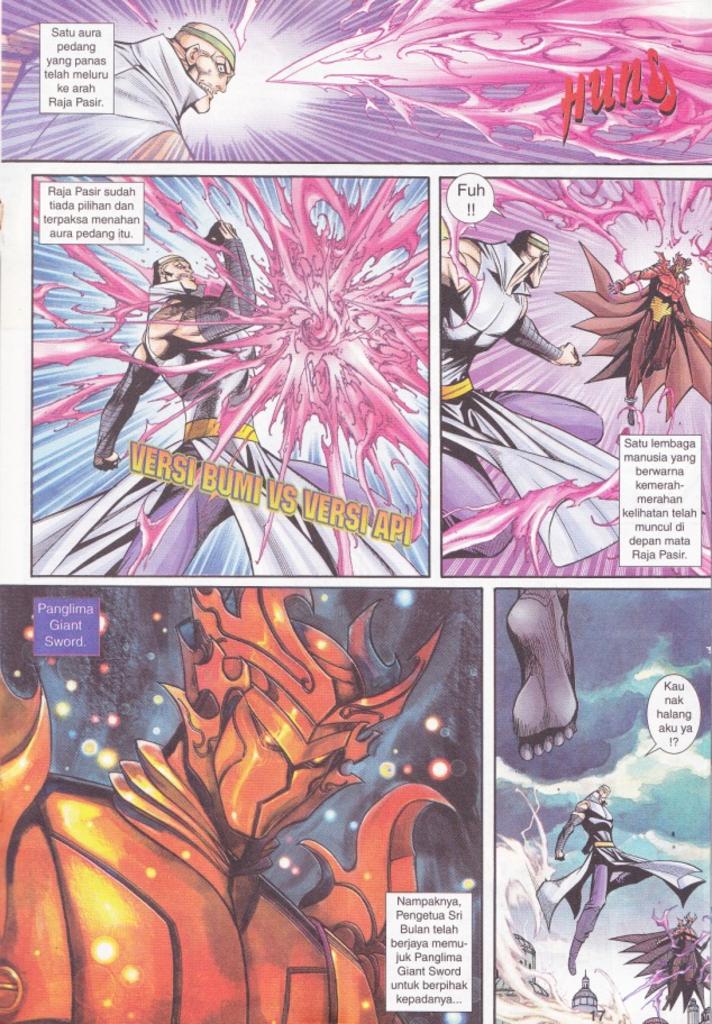 Satu aura
pedang
yang panas
telah meluru
ke arah
Raja Pasir.
HUNG
Raja Pasir sudah
tiada pilihan dan
terpaksa menahan
aura pedang itu.
VERSI BUMI VS VERSI API
Fuh
!!
Satu lembaga
manusia yang
berwarna
kemerah-
merahan
kelihatan telah
muncul di
depan mata
Raja Pasir.
Panglima
Giant
Sword.
Nampaknya,
Pengetua Sri
Bulan telah
berjaya memu-
juk Panglima
Giant Sword
untuk berpihak
kepadanya...
Kau
nak
halang
aku ya
!?
17